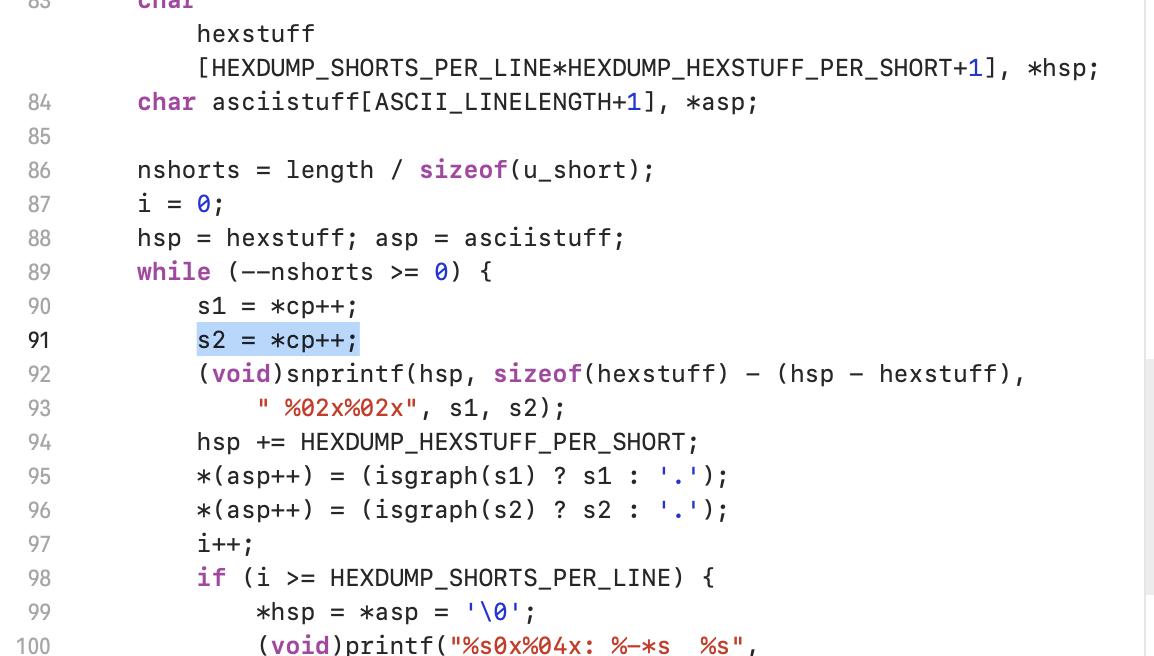 83 char
hexstuff
[HEXDUMP_SHORTS_PER_LINE*HEXDUMP_HEXSTUFF_PER_SHORT+1], *hsp;
84 char asciistuff[ASCII_LINELENGTH+1], *asp;
85
86 nshorts = length / sizeof(u_short);
87 i = 0;
88 hsp = hexstuff; asp = asciistuff;
89 while (--nshorts >= 0) {
90 s1 = *cp++;
91 s2 = *cp++;
92 (void)snprintf(hsp, sizeof(hexstuff) - (hsp - hexstuff),
93 " %02x%02x", s1, s2);
94 hsp += HEXDUMP_HEXSTUFF_PER_SHORT;
95 *(asp++) = (isgraph(s1) ? s1 : '.');
96 *(asp++) = (isgraph(s2) ? s2 : '.');
97 i++;
98 if (i >= HEXDUMP_SHORTS_PER_LINE) {
99 *hsp = *asp = '\0';
100 (void)printf("%s0x%04x: %-*s  %s",